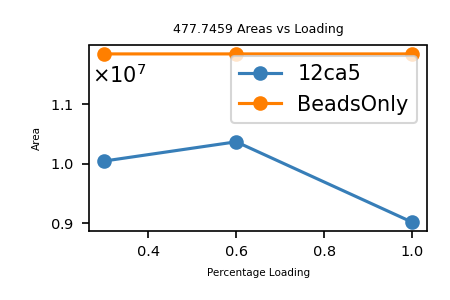 477.7459 Areas vs Loading
×10⁷
12ca5
BeadsOnly
1.1
1.0
0.9
Area
0.4 0.6 0.8 1.0
Percentage Loading